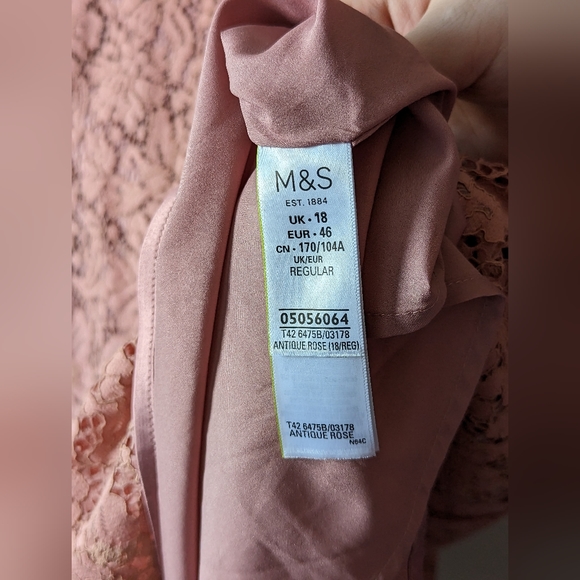 M&S
EST. 1884
UK • 18
EUR • 46
CN • 170/104A
UK/EUR
REGULAR
05056064
T42 6475B/03178
ANTIQUE ROSE (18/REG)
T42 6475B/03178
ANTIQUE ROSE
N64C